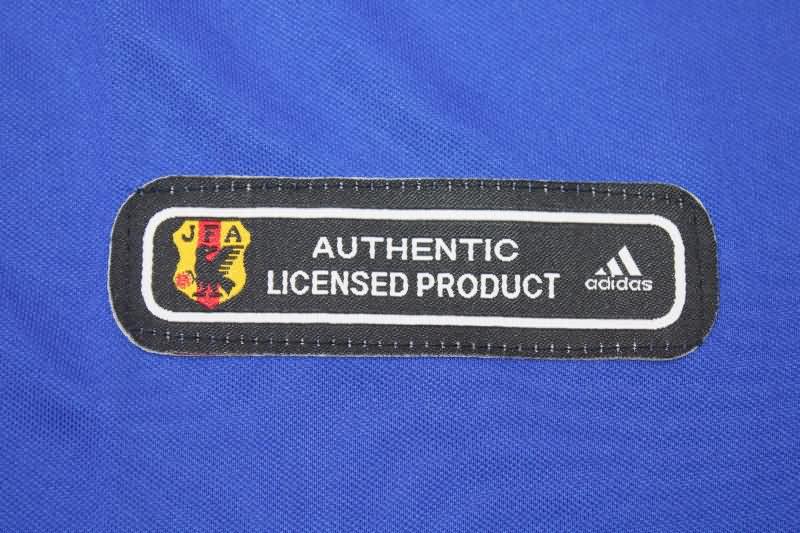 JFA
AUTHENTIC
LICENSED PRODUCT
adidas